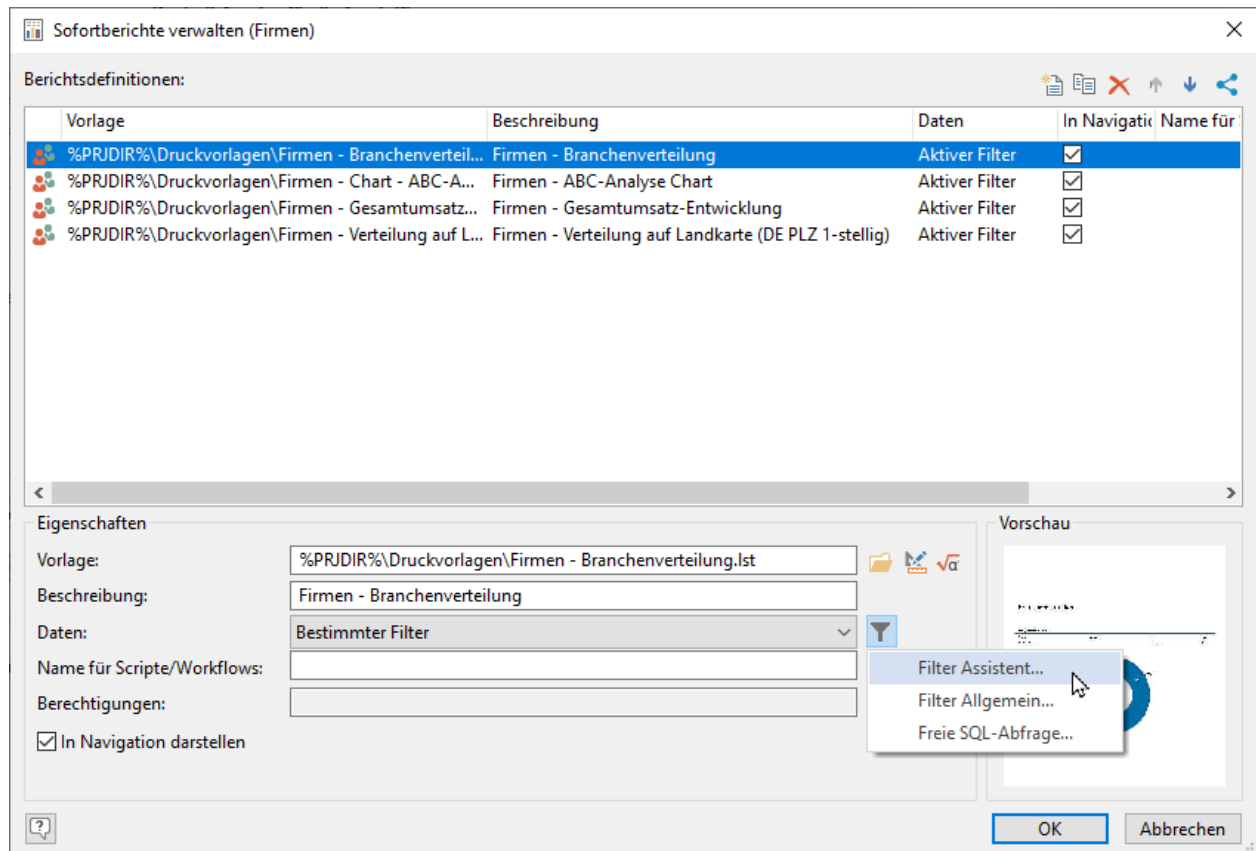 Sofortberichte verwalten (Firmen)
Berichtsdefinitionen:
Vorlage Beschreibung Daten In Navigatic Name für
%PRJDIR%\Druckvorlagen\Firmen - Branchenverteil... Firmen - Branchenverteilung Aktiver Filter
%PRJDIR%\Druckvorlagen\Firmen - Chart - ABC-A... Firmen - ABC-Analyse Chart Aktiver Filter
%PRJDIR%\Druckvorlagen\Firmen - Gesamtumsatz... Firmen - Gesamtumsatz-Entwicklung Aktiver Filter
%PRJDIR%\Druckvorlagen\Firmen - Verteilung auf L... Firmen - Verteilung auf Landkarte (DE PLZ 1-stellig) Aktiver Filter
Eigenschaften
Vorlage: %PRJDIR%\Druckvorlagen\Firmen - Branchenverteilung.lst
Beschreibung: Firmen - Branchenverteilung
Daten: Bestimmter Filter
Name für Scripte/Workflows:
Berechtigungen:
In Navigation darstellen
Filter Assistent...
Filter Allgemein...
Freie SQL-Abfrage...
Vorschau
OK Abbrechen